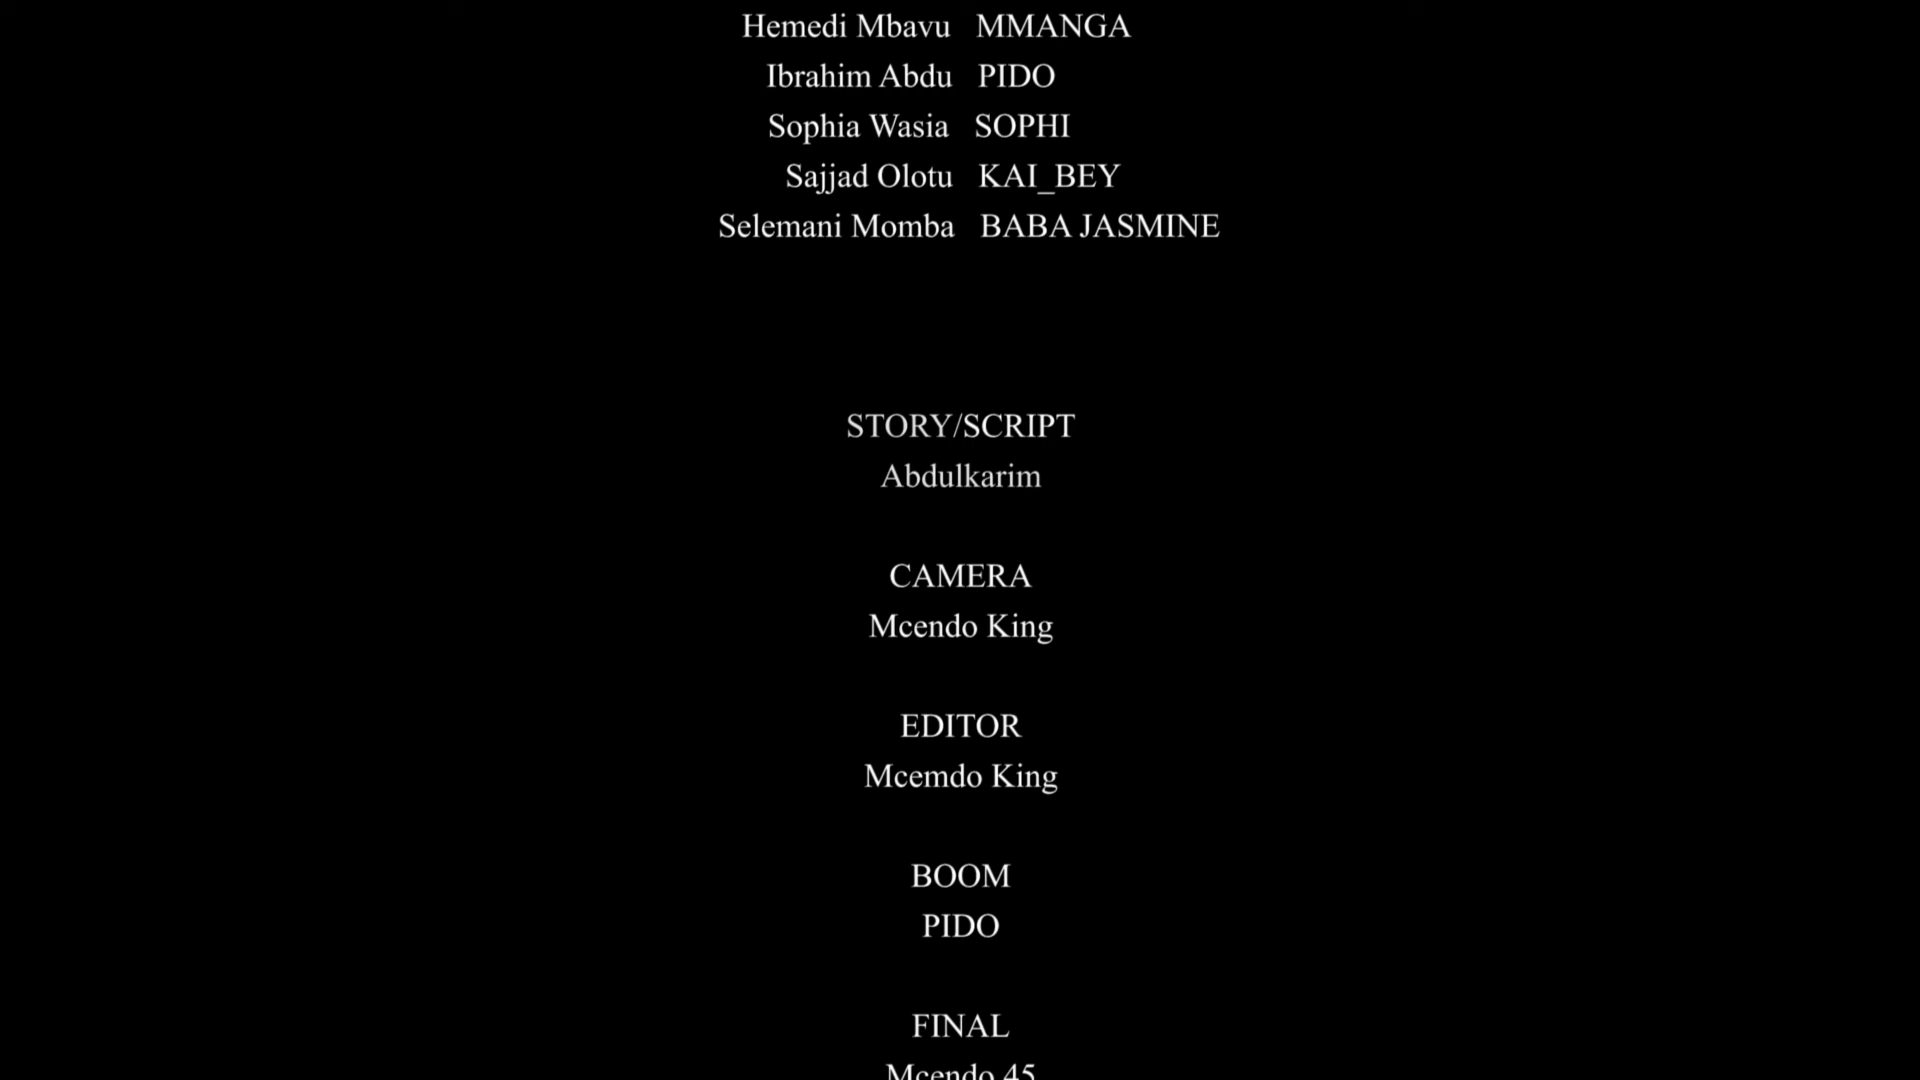 Hemedi Mbavu MMANGA
Ibrahim Abdu PIDO
Sophia Wasia SOPHI
Sajjad Olotu KAI_BEY
Selemani Momba BABA JASMINE
STORY/SCRIPT
Abdulkarim
CAMERA
Mcendo King
EDITOR
Mcemdo King
BOOM
PIDO
FINAL
Mcendo 45